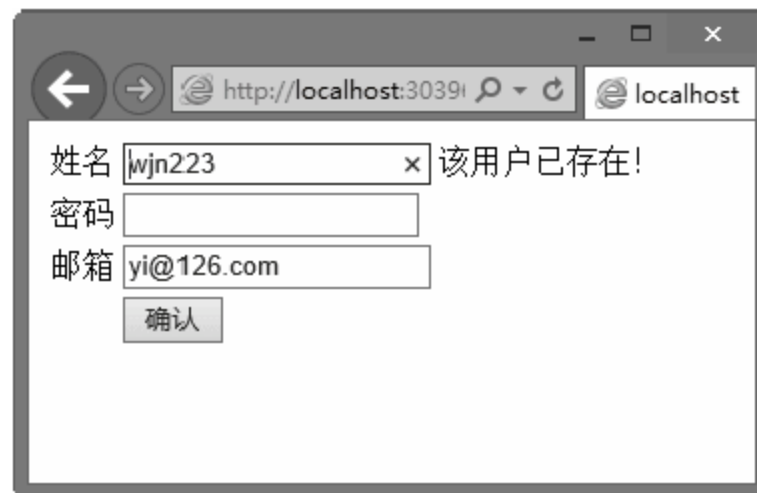 http://localhost:3039
localhost
姓名 wjn223 × 该用户已存在!
密码
邮箱 yi@126.com
确认